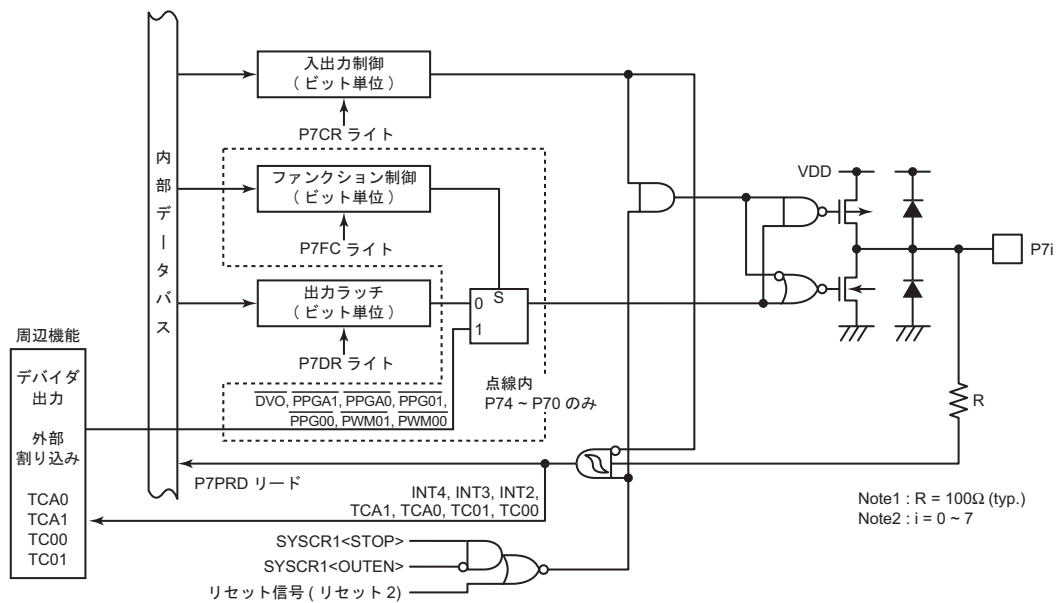 入出力制御
( ビット単位 )
P7CR ライト
内部データバス
ファンクション制御
( ビット単位 )
P7FC ライト
出力ラッチ
( ビット単位 )
P7DR ライト
0
S
1
VDD
P7i
周辺機能
デバイダ
出力
外部
割り込み
TCA0
TCA1
TC00
TC01
DVO, PPGA1, PPGA0, PPG01,
PPG00, PWM01, PWM00
点線内
P74 ~ P70 のみ
R
P7PRD リード
INT4, INT3, INT2,
TCA1, TCA0, TC01, TC00
SYSCR1<STOP>
SYSCR1<OUTEN>
リセット信号 ( リセット 2)
Note1 : R = 100Ω (typ.)
Note2 : i = 0 ~ 7